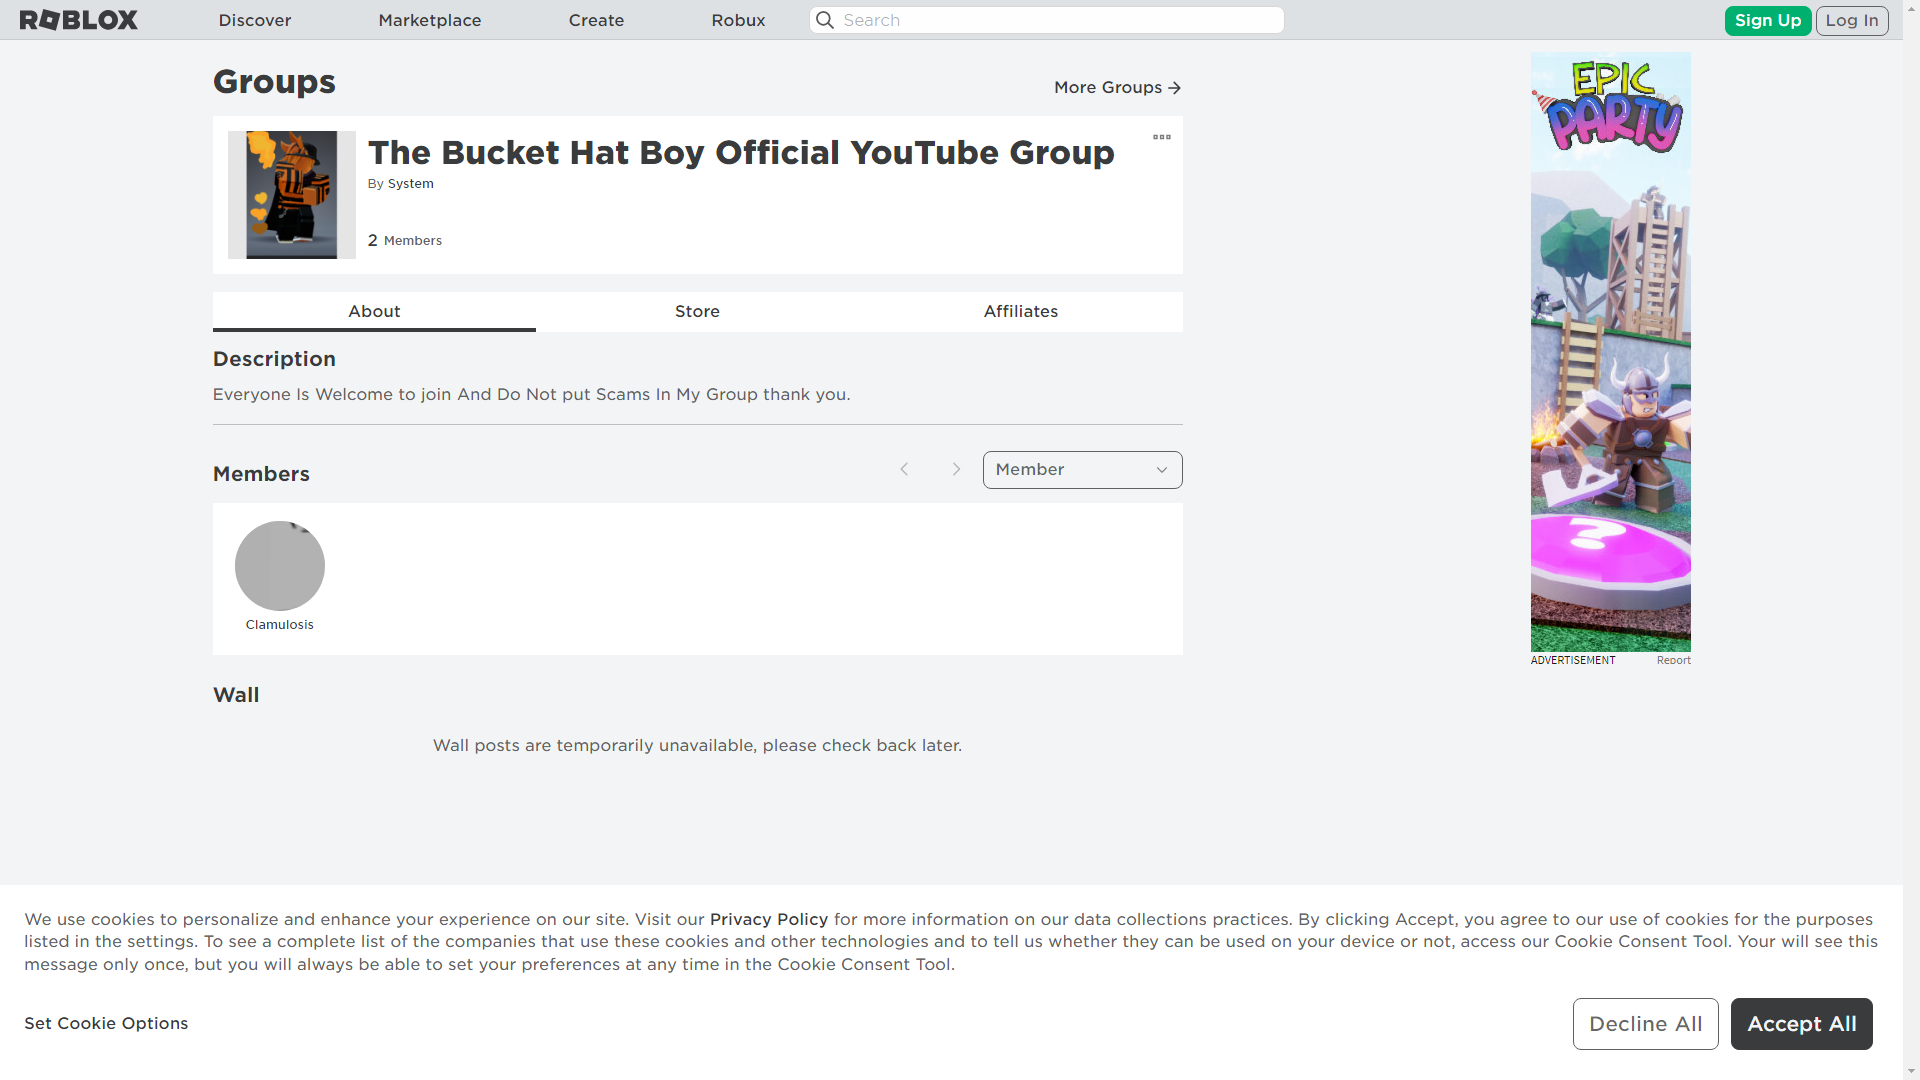 ROBLOX
Discover
Marketplace
Create
Robux
Search
Sign Up
Log In
Groups
More Groups
The Bucket Hat Boy Official YouTube Group
By System
2 Members
About
Store
Affiliates
Description
Everyone Is Welcome to join And Do Not put Scams In My Group thank you.
Members
Member
Clamulosis
Wall
Wall posts are temporarily unavailable, please check back later.
EPIC
PARTY
?
ADVERTISEMENT
Report
We use cookies to personalize and enhance your experience on our site. Visit our Privacy Policy for more information on our data collections practices. By clicking Accept, you agree to our use of cookies for the purposes
listed in the settings. To see a complete list of the companies that use these cookies and other technologies and to tell us whether they can be used on your device or not, access our Cookie Consent Tool. Your will see this
message only once, but you will always be able to set your preferences at any time in the Cookie Consent Tool.
Set Cookie Options
Decline All
Accept All